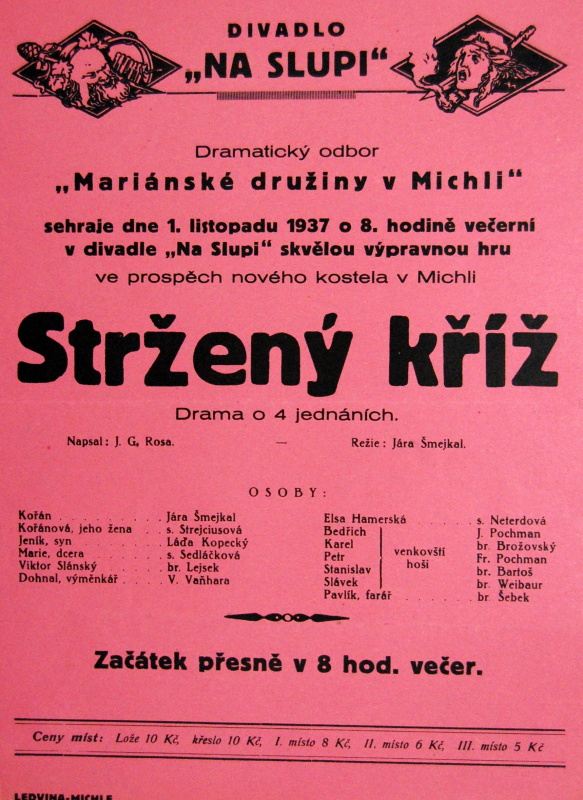 DIVADLO
„NA SLUPI“
Dramatický odbor
„Mariánské družiny v Michli“
sehraje dne 1. listopadu 1937 o 8. hodině večerní
v divadle „Na Slupi“ skvělou výpravnou hru
ve prospěch nového kostela v Michli
Stržený kříž
Drama o 4 jednáních.
Napsal: J. G. Rosa. — Režie: Jára Šmejkal.
OSOBY:
Kořán . . . . . . . . . . Jára Šmejkal
Kořánová, jeho žena . . . s. Strejciusová
Jeník, syn . . . . . . . . Láďa Kopecký
Marie, dcera . . . . . . . s. Sedláčková
Viktor Slánský . . . . . . br. Lejsek
Dohnal, výměnkář . . . . V. Vaňhara
Elsa Hamerská . . . . . s. Neterdová
Bedřich J. Pochman
Karel br. Brožovský
Petr venkovští Fr. Pochman
Stanislav hoši br. Bartoš
Slávek br. Weibaur
Pavlík, farář . . . . . . br. Šebek
Začátek přesně v 8 hod. večer.
Ceny míst: Lože 10 Kč, křeslo 10 Kč, I. místo 8 Kč, II. místo 6 Kč, III. místo 5 Kč
LEDVINA-MICHLE